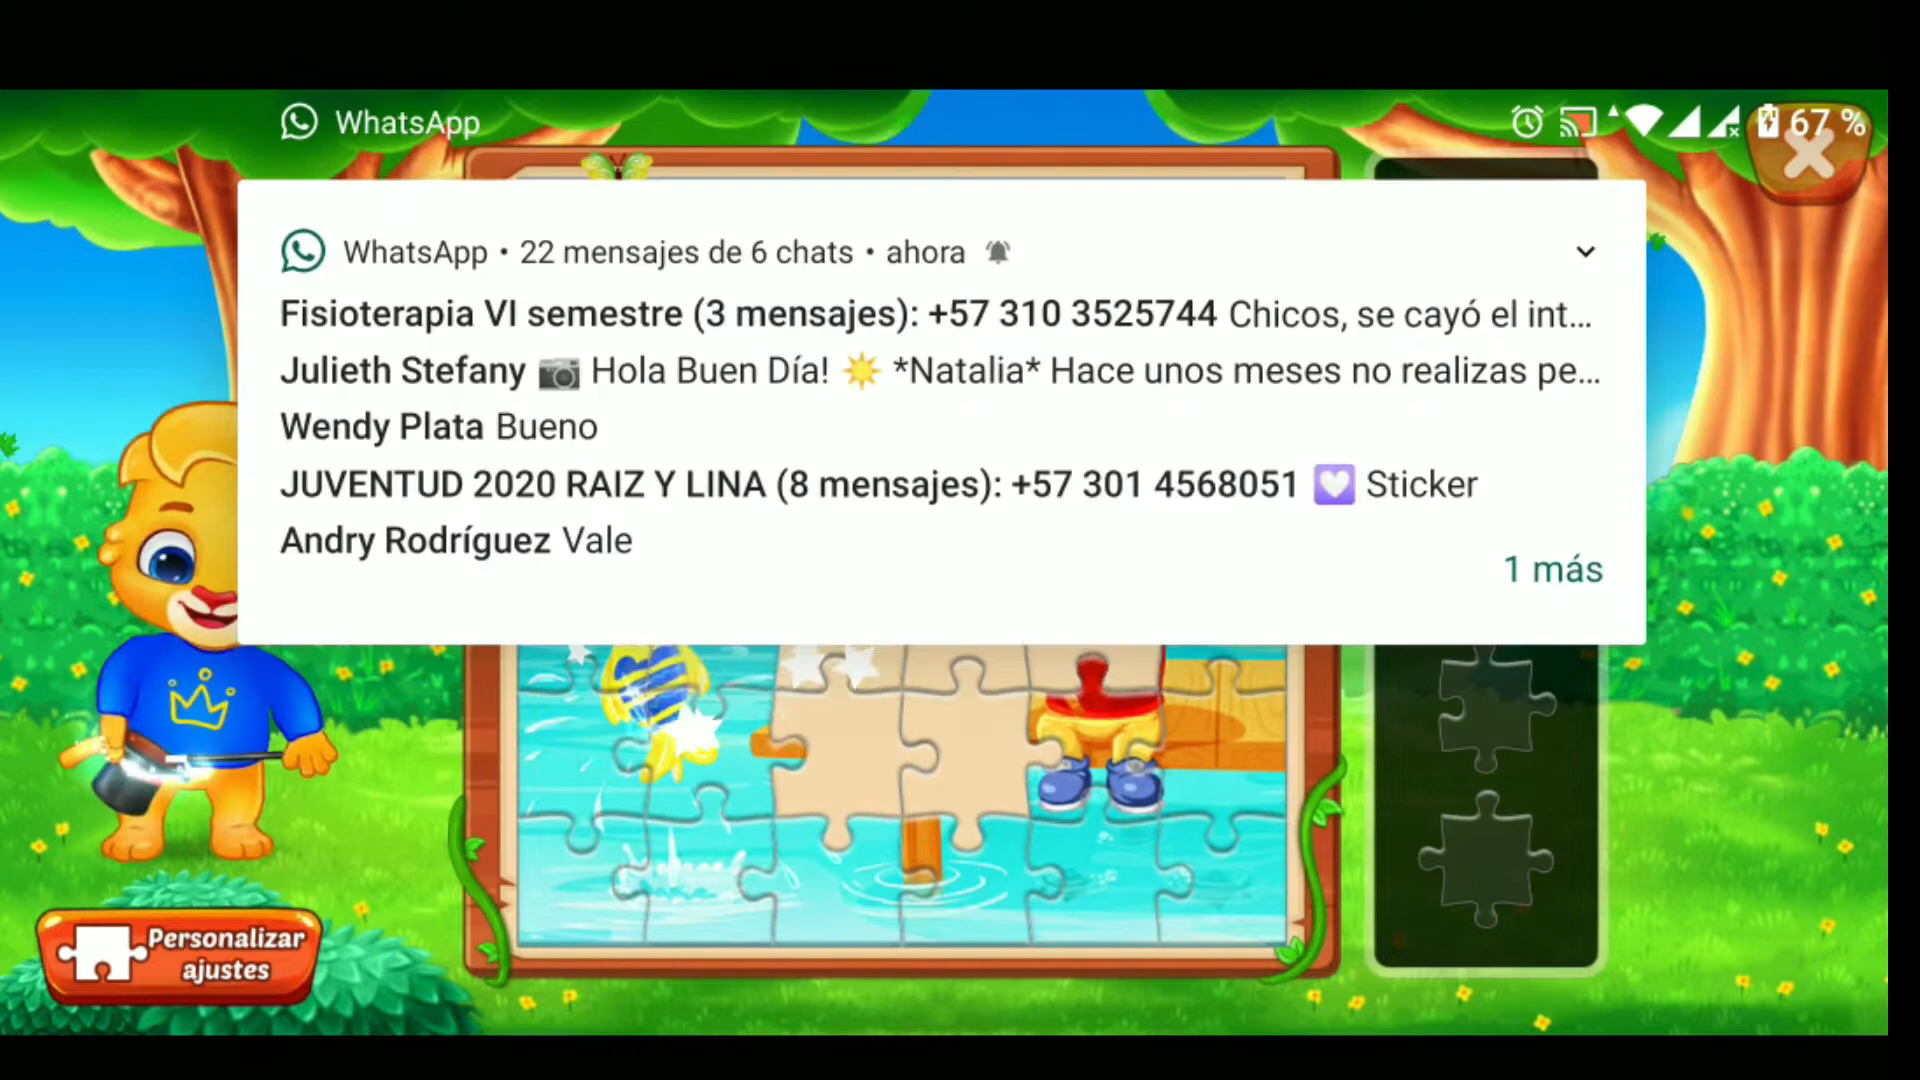 WhatsApp
67 %
WhatsApp • 22 mensajes de 6 chats • ahora
Fisioterapia VI semestre (3 mensajes): +57 310 3525744 Chicos, se cayó el int...
Julieth Stefany 📷 Hola Buen Día! ☀️ *Natalia* Hace unos meses no realizas pe...
Wendy Plata Bueno
JUVENTUD 2020 RAIZ Y LINA (8 mensajes): +57 301 4568051 💟 Sticker
Andry Rodríguez Vale
1 más
Personalizar
ajustes